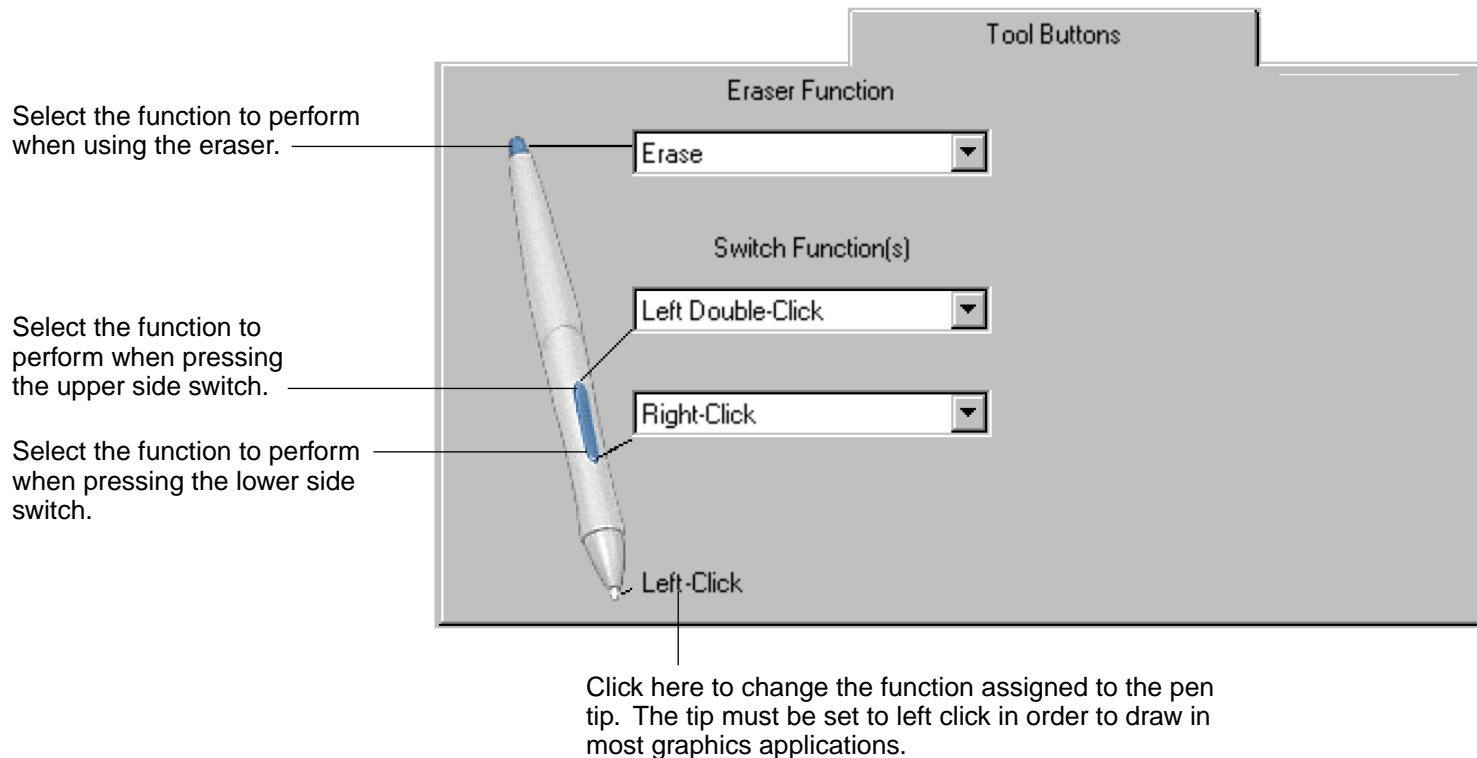 Tool Buttons
Eraser Function
Select the function to perform
when using the eraser.
Erase
Switch Function(s)
Left Double-Click
Select the function to
perform when pressing
the upper side switch.
Right-Click
Select the function to perform
when pressing the lower side
switch.
Left-Click
Click here to change the function assigned to the pen
tip.  The tip must be set to left click in order to draw in
most graphics applications.